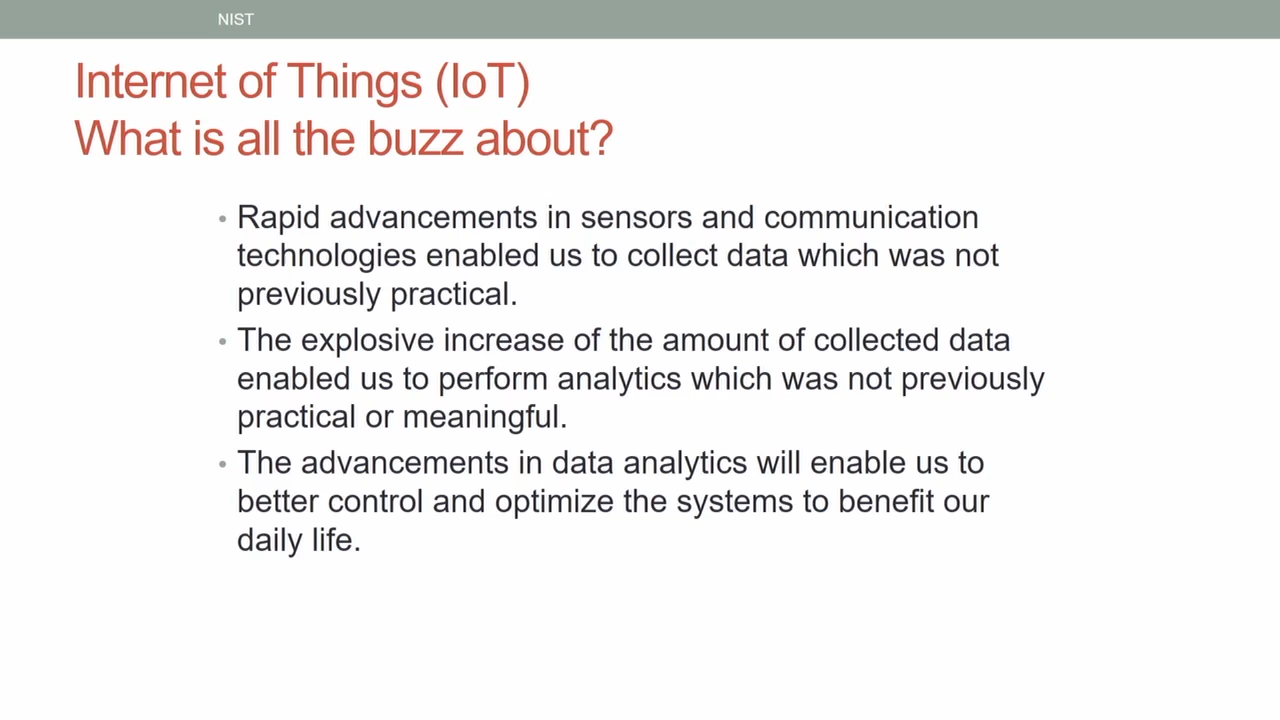 NIST
Internet of Things (IoT)
What is all the buzz about?
• Rapid advancements in sensors and communication
technologies enabled us to collect data which was not
previously practical.
• The explosive increase of the amount of collected data
enabled us to perform analytics which was not previously
practical or meaningful.
• The advancements in data analytics will enable us to
better control and optimize the systems to benefit our
daily life.